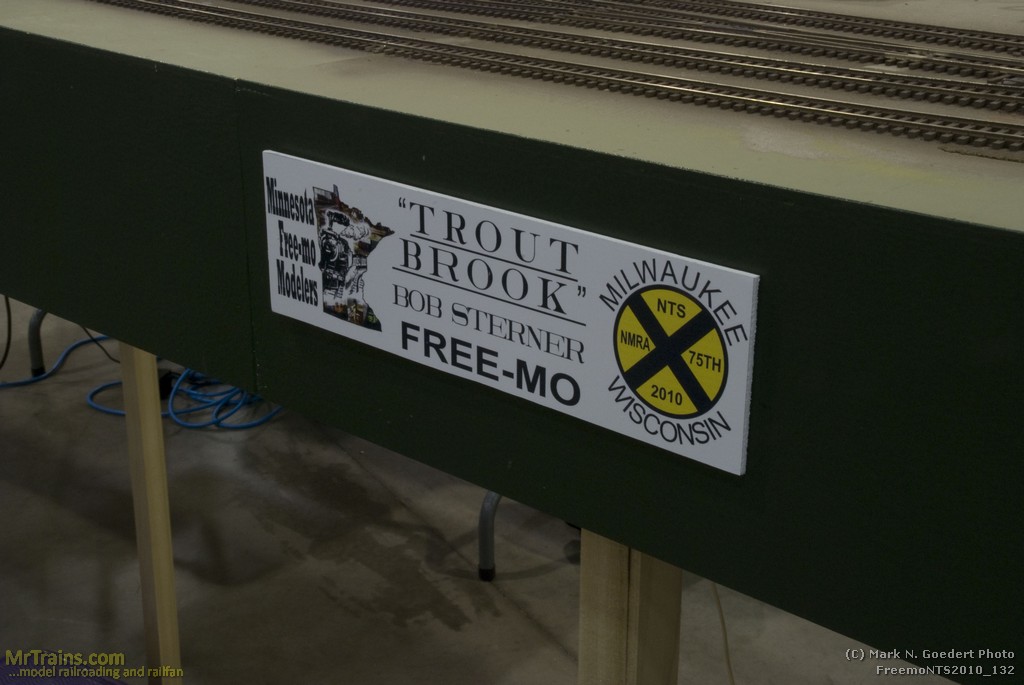 Minnesota
Free-mo
Modelers
"TROUT
BROOK"
BOB STERNER
FREE-MO
MILWAUKEE
NTS
NMRA
75TH
2010
WISCONSIN
MrTrains.com
...model railroading and railfan
(C) Mark N. Goedert Photo
FreemoNTS2010_132